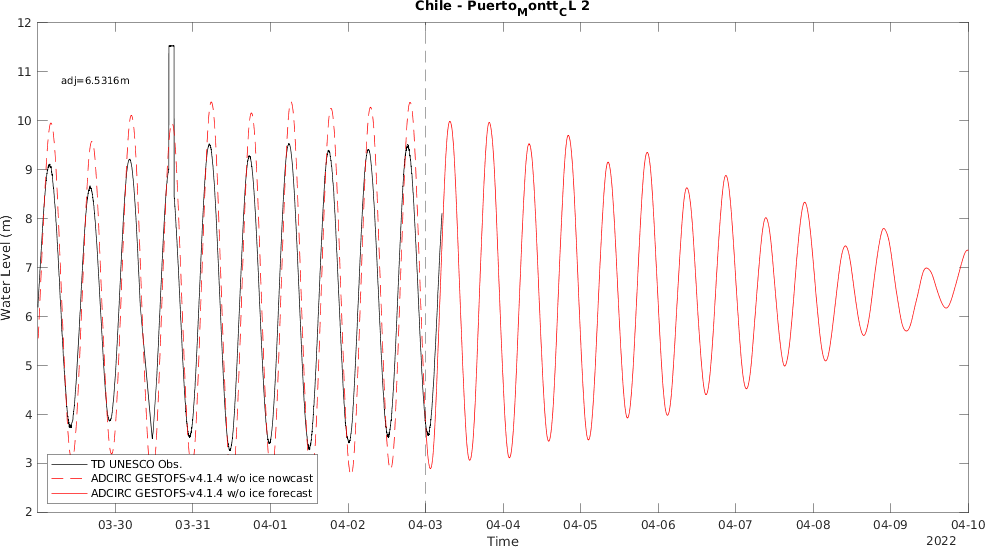 Chile - PuertoMonttCL 2
12
11
adj=6.5316m
10
9
8
7
6
5
4
3
2
Water Level (m)
TD UNESCO Obs.
ADCIRC GESTOFS-v4.1.4 w/o ice nowcast
ADCIRC GESTOFS-v4.1.4 w/o ice forecast
03-30 03-31 04-01 04-02 04-03 04-04 04-05 04-06 04-07 04-08 04-09 04-10
Time
2022